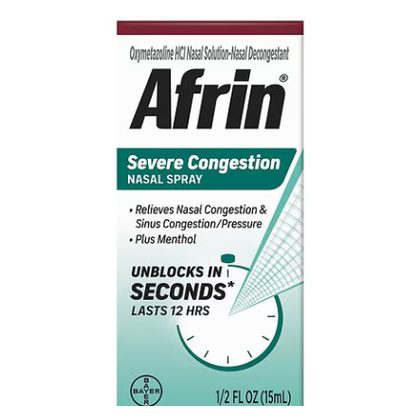 Oxymetazoline HCl Nasal Solution-Nasal Decongestant
Afrin®
Severe Congestion
NASAL SPRAY
• Relieves Nasal Congestion &
Sinus Congestion/Pressure
• Plus Menthol
UNBLOCKS IN
SECONDS*
LASTS 12 HRS
BAYER
BAYER
1/2 FL OZ (15mL)